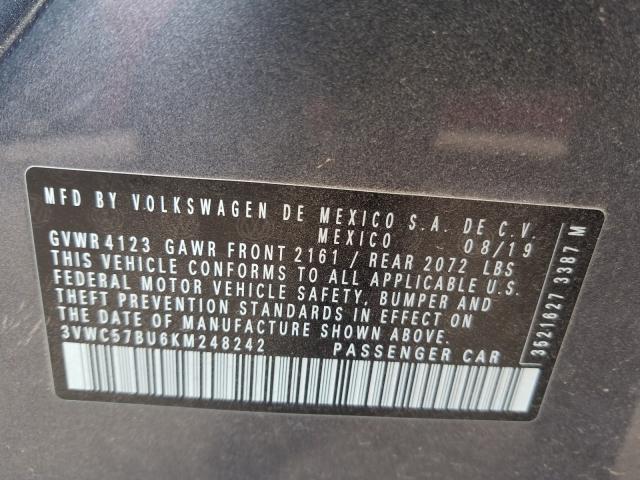 MFD BY VOLKSWAGEN DE MEXICO S.A. DE C.V.
MEXICO 08/19
GVWR 4123 GAWR FRONT 2161 / REAR 2072 LBS
THIS VEHICLE CONFORMS TO ALL APPLICABLE U.S.
FEDERAL MOTOR VEHICLE SAFETY, BUMPER AND
THEFT PREVENTION STANDARDS IN EFFECT ON
THE DATE OF MANUFACTURE SHOWN ABOVE.
3VWC57BU6KM248242 PASSENGER CAR
3521627 3387 M